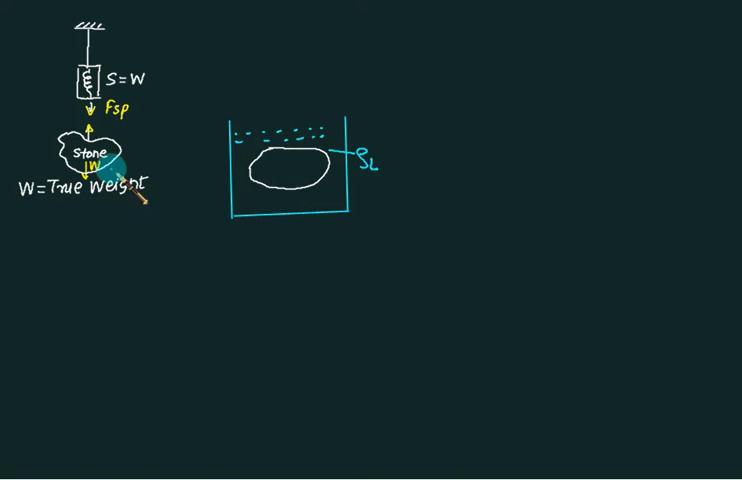 S=W
Fsp
Stone
W
W=True Weight
ρL